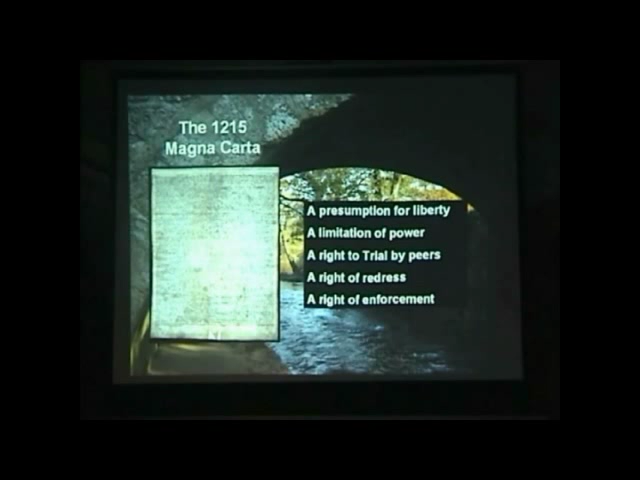 The 1215
Magna Carta
A presumption for liberty
A limitation of power
A right to Trial by peers
A right of redress
A right of enforcement